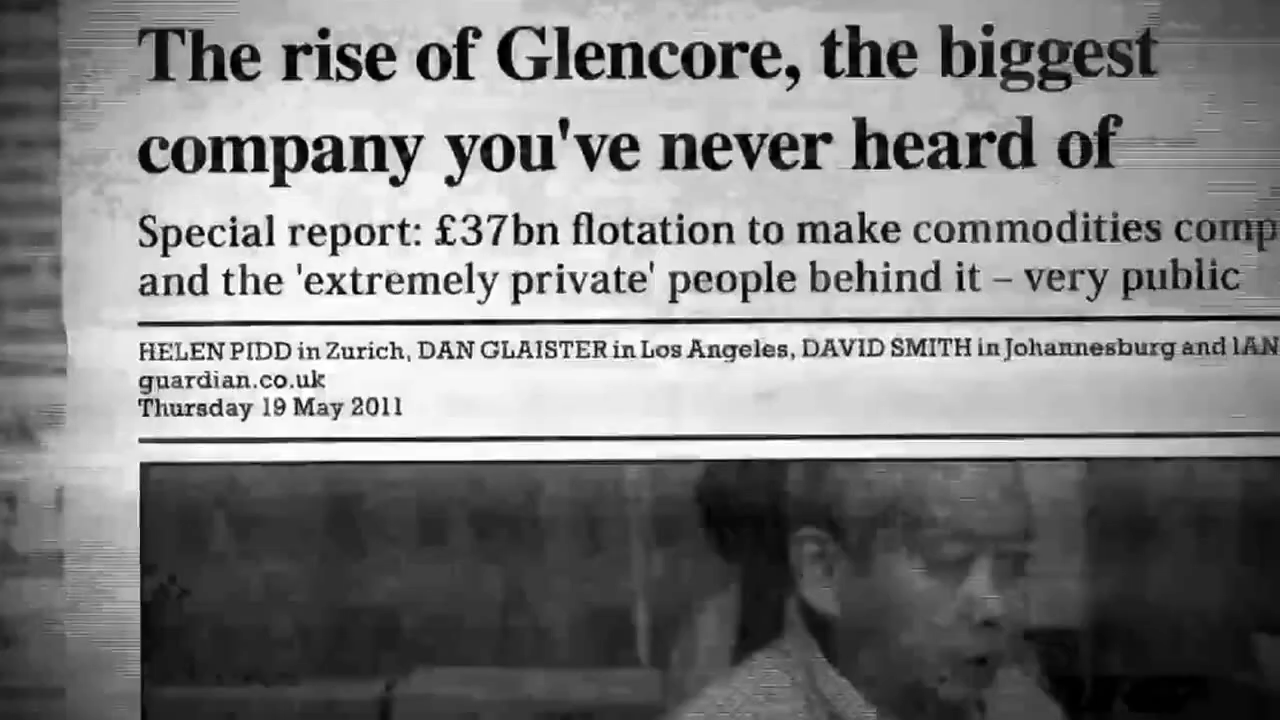 The rise of Glencore, the biggest
company you've never heard of
Special report: £37bn flotation to make commodities comp
and the 'extremely private' people behind it – very public
HELEN PIDD in Zurich, DAN GLAISTER in Los Angeles, DAVID SMITH in Johannesburg and IAN
guardian.co.uk
Thursday 19 May 2011